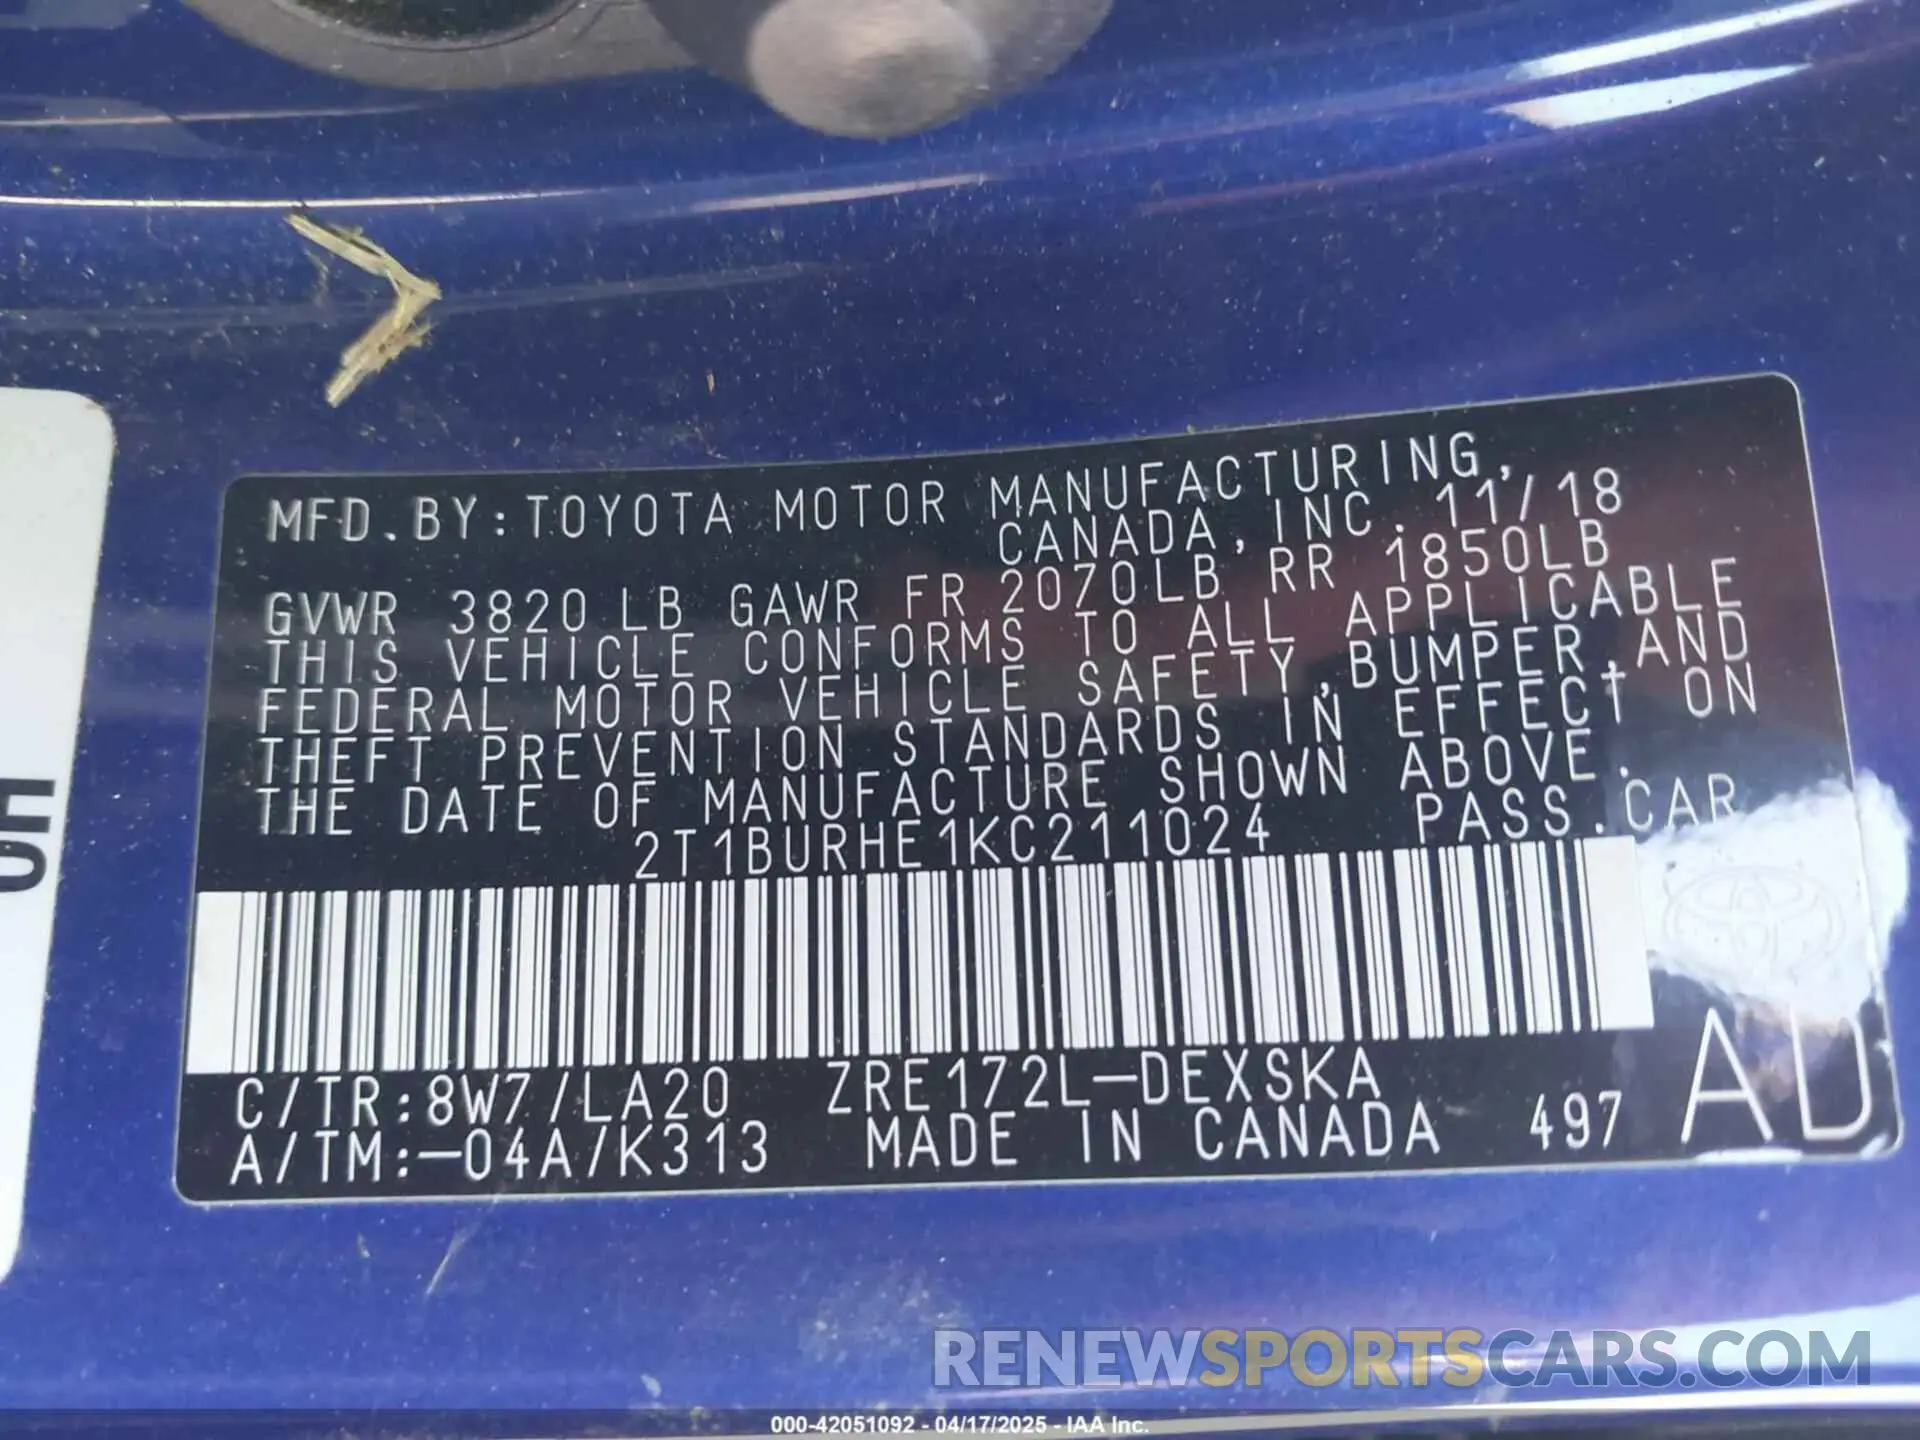 MFD.BY:TOYOTA MOTOR MANUFACTURING,
CANADA, INC. 11/18
GVWR 3820 LB GAWR FR 2070LB RR 1850LB
THIS VEHICLE CONFORMS TO ALL APPLICABLE
FEDERAL MOTOR VEHICLE SAFETY,BUMPER,AND
THEFT PREVENTION STANDARDS IN EFFECT ON
THE DATE OF MANUFACTURE SHOWN ABOVE.
2T1BURHE1KC211024 PASS.CAR
C/TR:8W7/LA20 ZRE172L-DEXSKA
A/TM:-04A/K313 MADE IN CANADA 497 AD
RENEWSPORTSCARS.COM
000-42051092 - 04/17/2025 - IAA Inc.